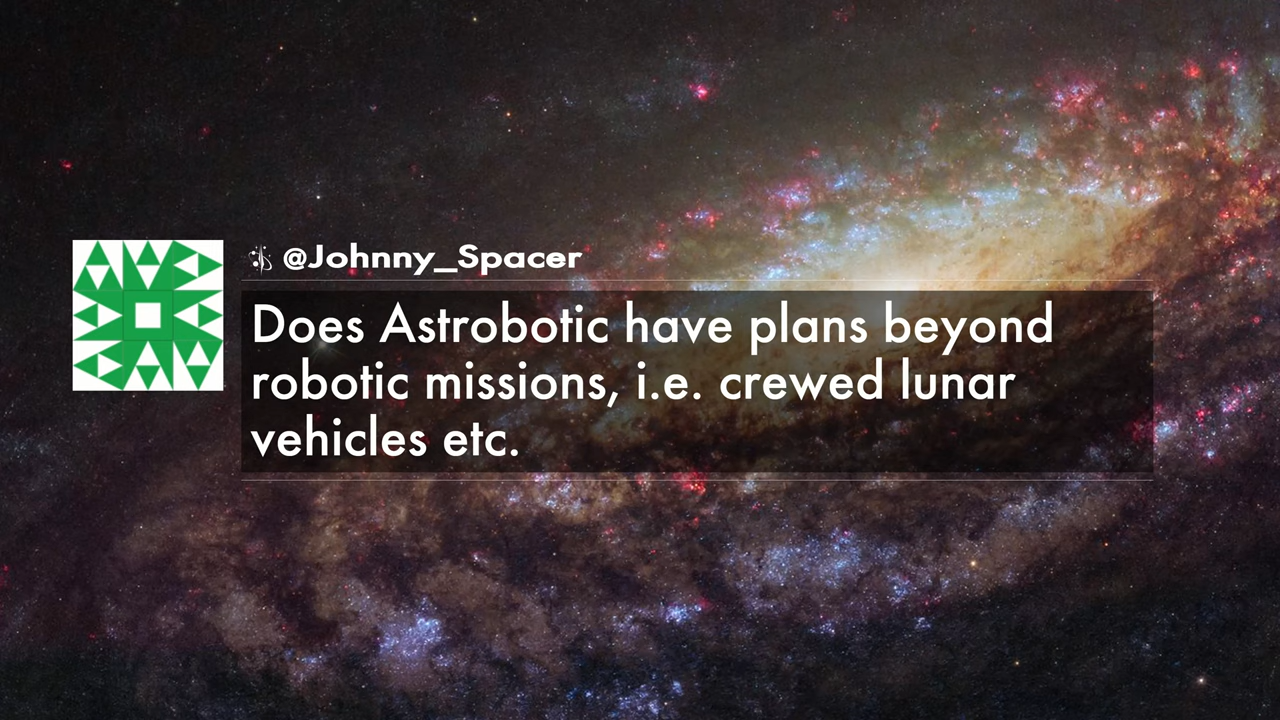 @Johnny_Spacer
Does Astrobotic have plans beyond
robotic missions, i.e. crewed lunar
vehicles etc.